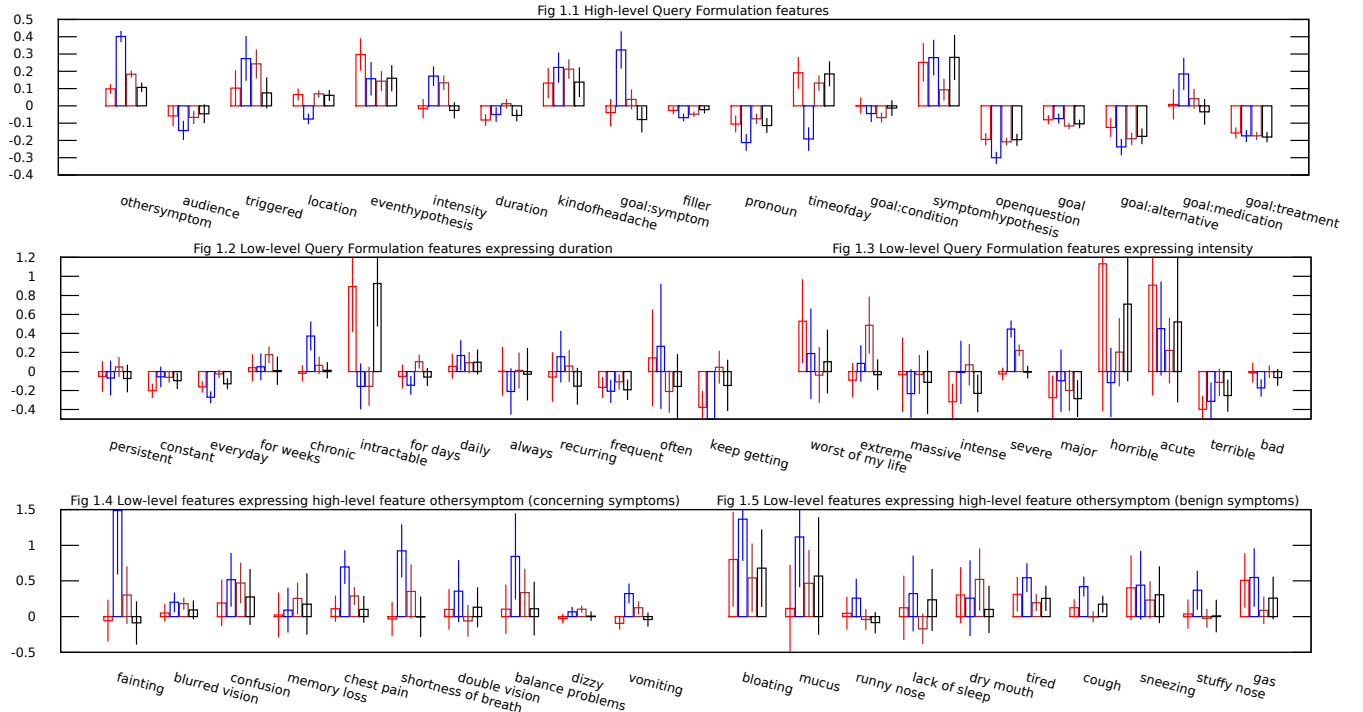 Fig 1.1 High-level Query Formulation features
0.5
0.4
0.3
0.2
0.1
0
-0.1
-0.2
-0.3
-0.4
othersymptom
audience
triggered
location
eventhypothesis
intensity
duration
kindofheadache
goal:symptom
filler
pronoun
timeofday
goal:condition
symptomhypothesis
openquestion
goal
goal:alternative
goal:medication
goal:treatment
Fig 1.2 Low-level Query Formulation features expressing duration
Fig 1.3 Low-level Query Formulation features expressing intensity
1.2
1
0.8
0.6
0.4
0.2
0
-0.2
-0.4
persistent
constant
everyday
for weeks
chronic
intractable
for days
daily
always
recurring
frequent
often
keep getting
worst of my life
extreme
massive
intense
severe
major
horrible
acute
terrible
bad
Fig 1.4 Low-level features expressing high-level feature othersymptom (concerning symptoms)
Fig 1.5 Low-level features expressing high-level feature othersymptom (benign symptoms)
1.5
1
0.5
0
-0.5
fainting
blurred vision
confusion
memory loss
chest pain
shortness of breath
double vision
balance problems
dizzy
vomiting
bloating
mucus
runny nose
lack of sleep
dry mouth
tired
cough
sneezing
stuffy nose
gas